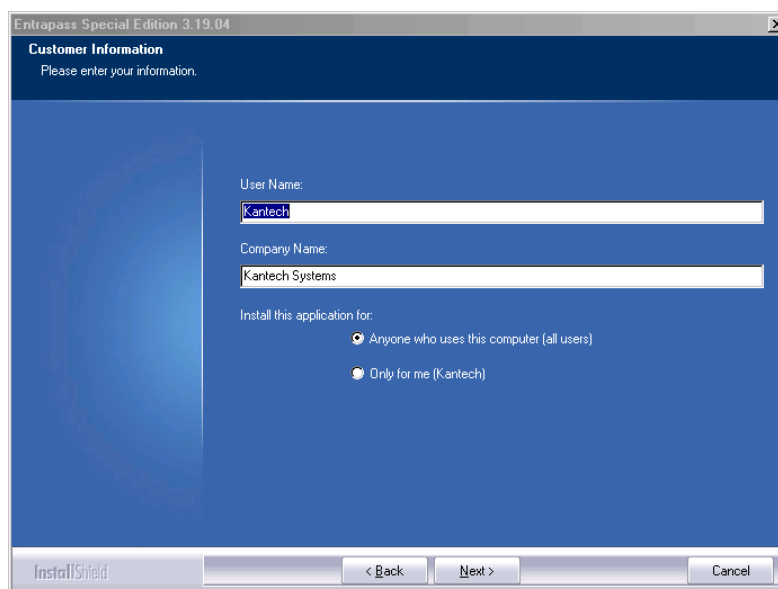 Entrapass Special Edition 3.19.04
Customer Information
Please enter your information.
User Name:
Kantech
Company Name:
Kantech Systems
Install this application for:
Anyone who uses this computer (all users)
Only for me (Kantech)
InstallShield
< Back
Next >
Cancel